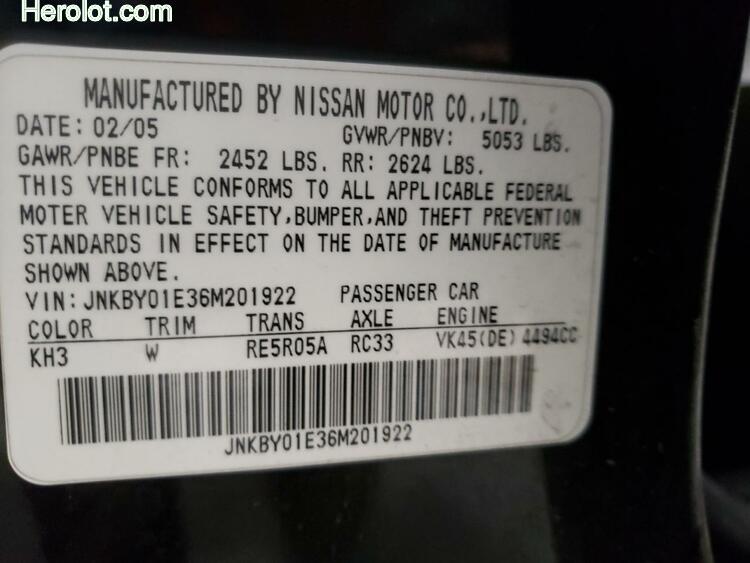 Herolot.com
MANUFACTURED BY NISSAN MOTOR CO.,LTD.
DATE: 02/05 GVWR/PNBV: 5053 LBS.
GAWR/PNBE FR: 2452 LBS. RR: 2624 LBS.
THIS VEHICLE CONFORMS TO ALL APPLICABLE FEDERAL
MOTER VEHICLE SAFETY,BUMPER,AND THEFT PREVENTION
STANDARDS IN EFFECT ON THE DATE OF MANUFACTURE
SHOWN ABOVE.
VIN: JNKBY01E36M201922 PASSENGER CAR
COLOR TRIM TRANS AXLE ENGINE
KH3 W RE5R05A RC33 VK45(DE) 4494CC
JNKBY01E36M201922